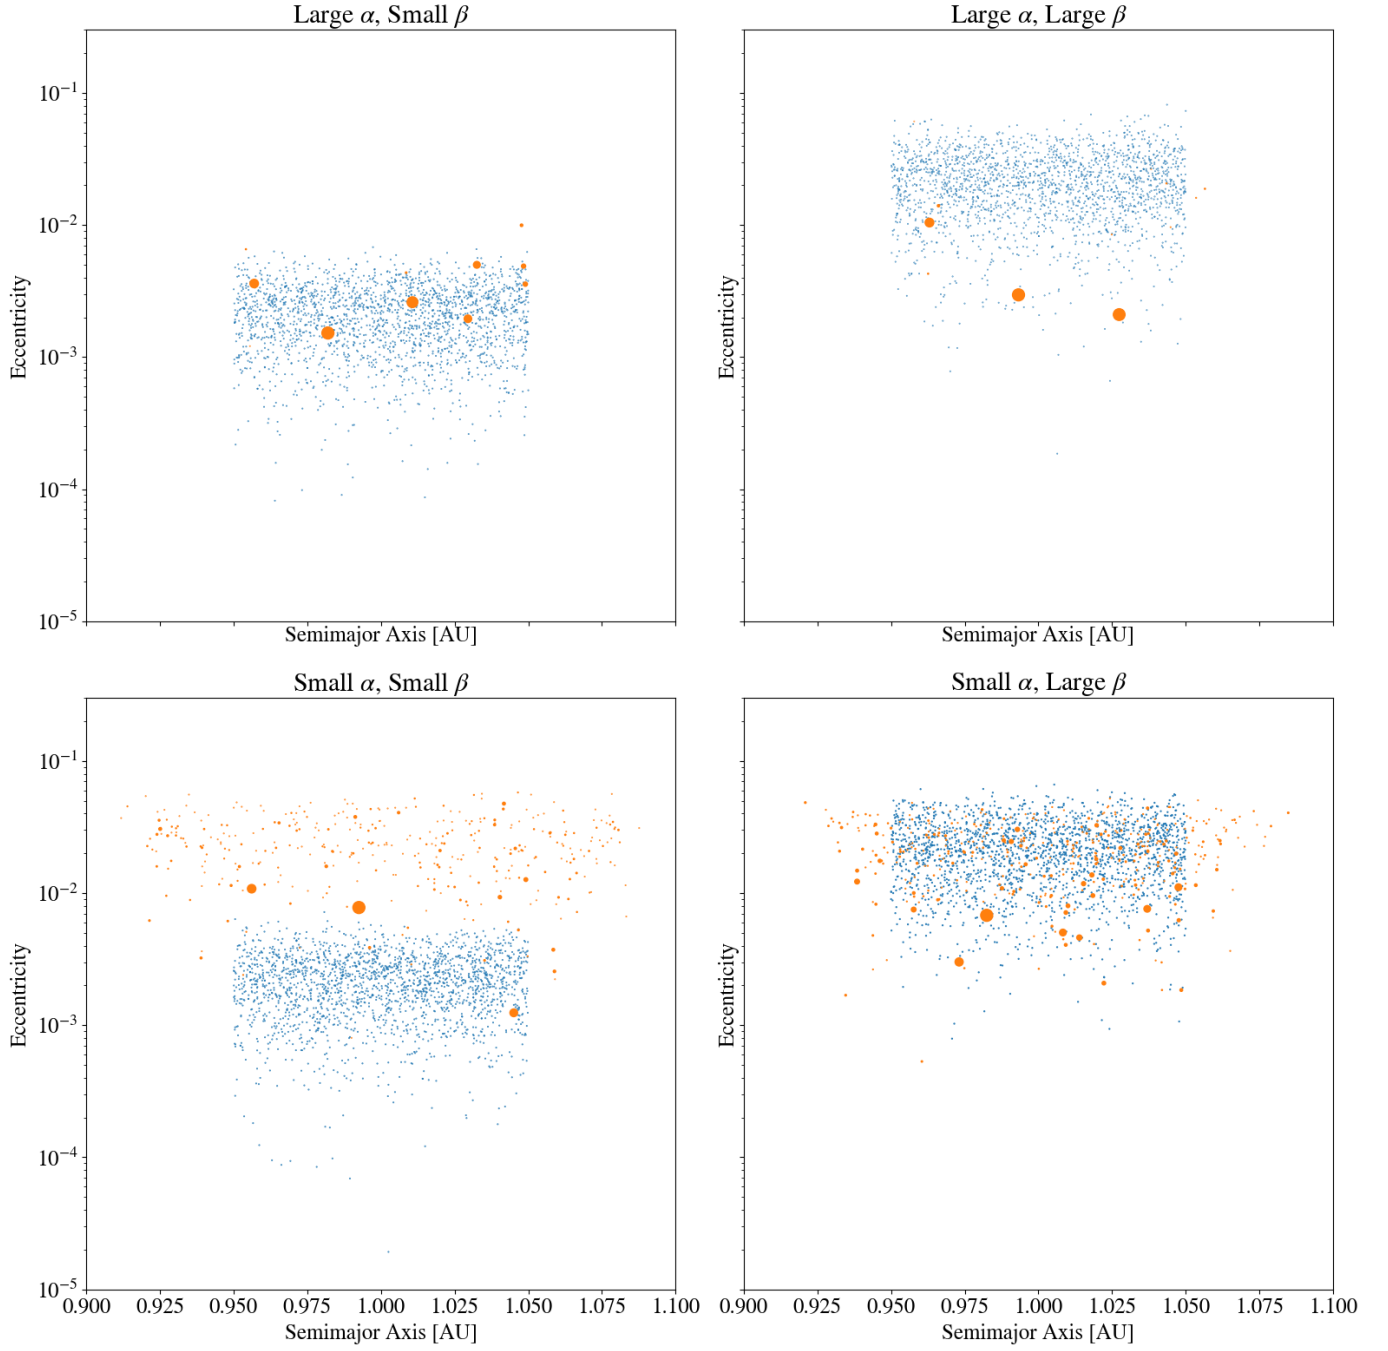 Large α, Small β
Large α, Large β
10⁻¹
10⁻²
10⁻³
10⁻⁴
10⁻⁵
Eccentricity
Eccentricity
Semimajor Axis [AU]
Semimajor Axis [AU]
Small α, Small β
Small α, Large β
10⁻¹
10⁻²
10⁻³
10⁻⁴
10⁻⁵
Eccentricity
Eccentricity
0.900 0.925 0.950 0.975 1.000 1.025 1.050 1.075 1.100
0.900 0.925 0.950 0.975 1.000 1.025 1.050 1.075 1.100
Semimajor Axis [AU]
Semimajor Axis [AU]